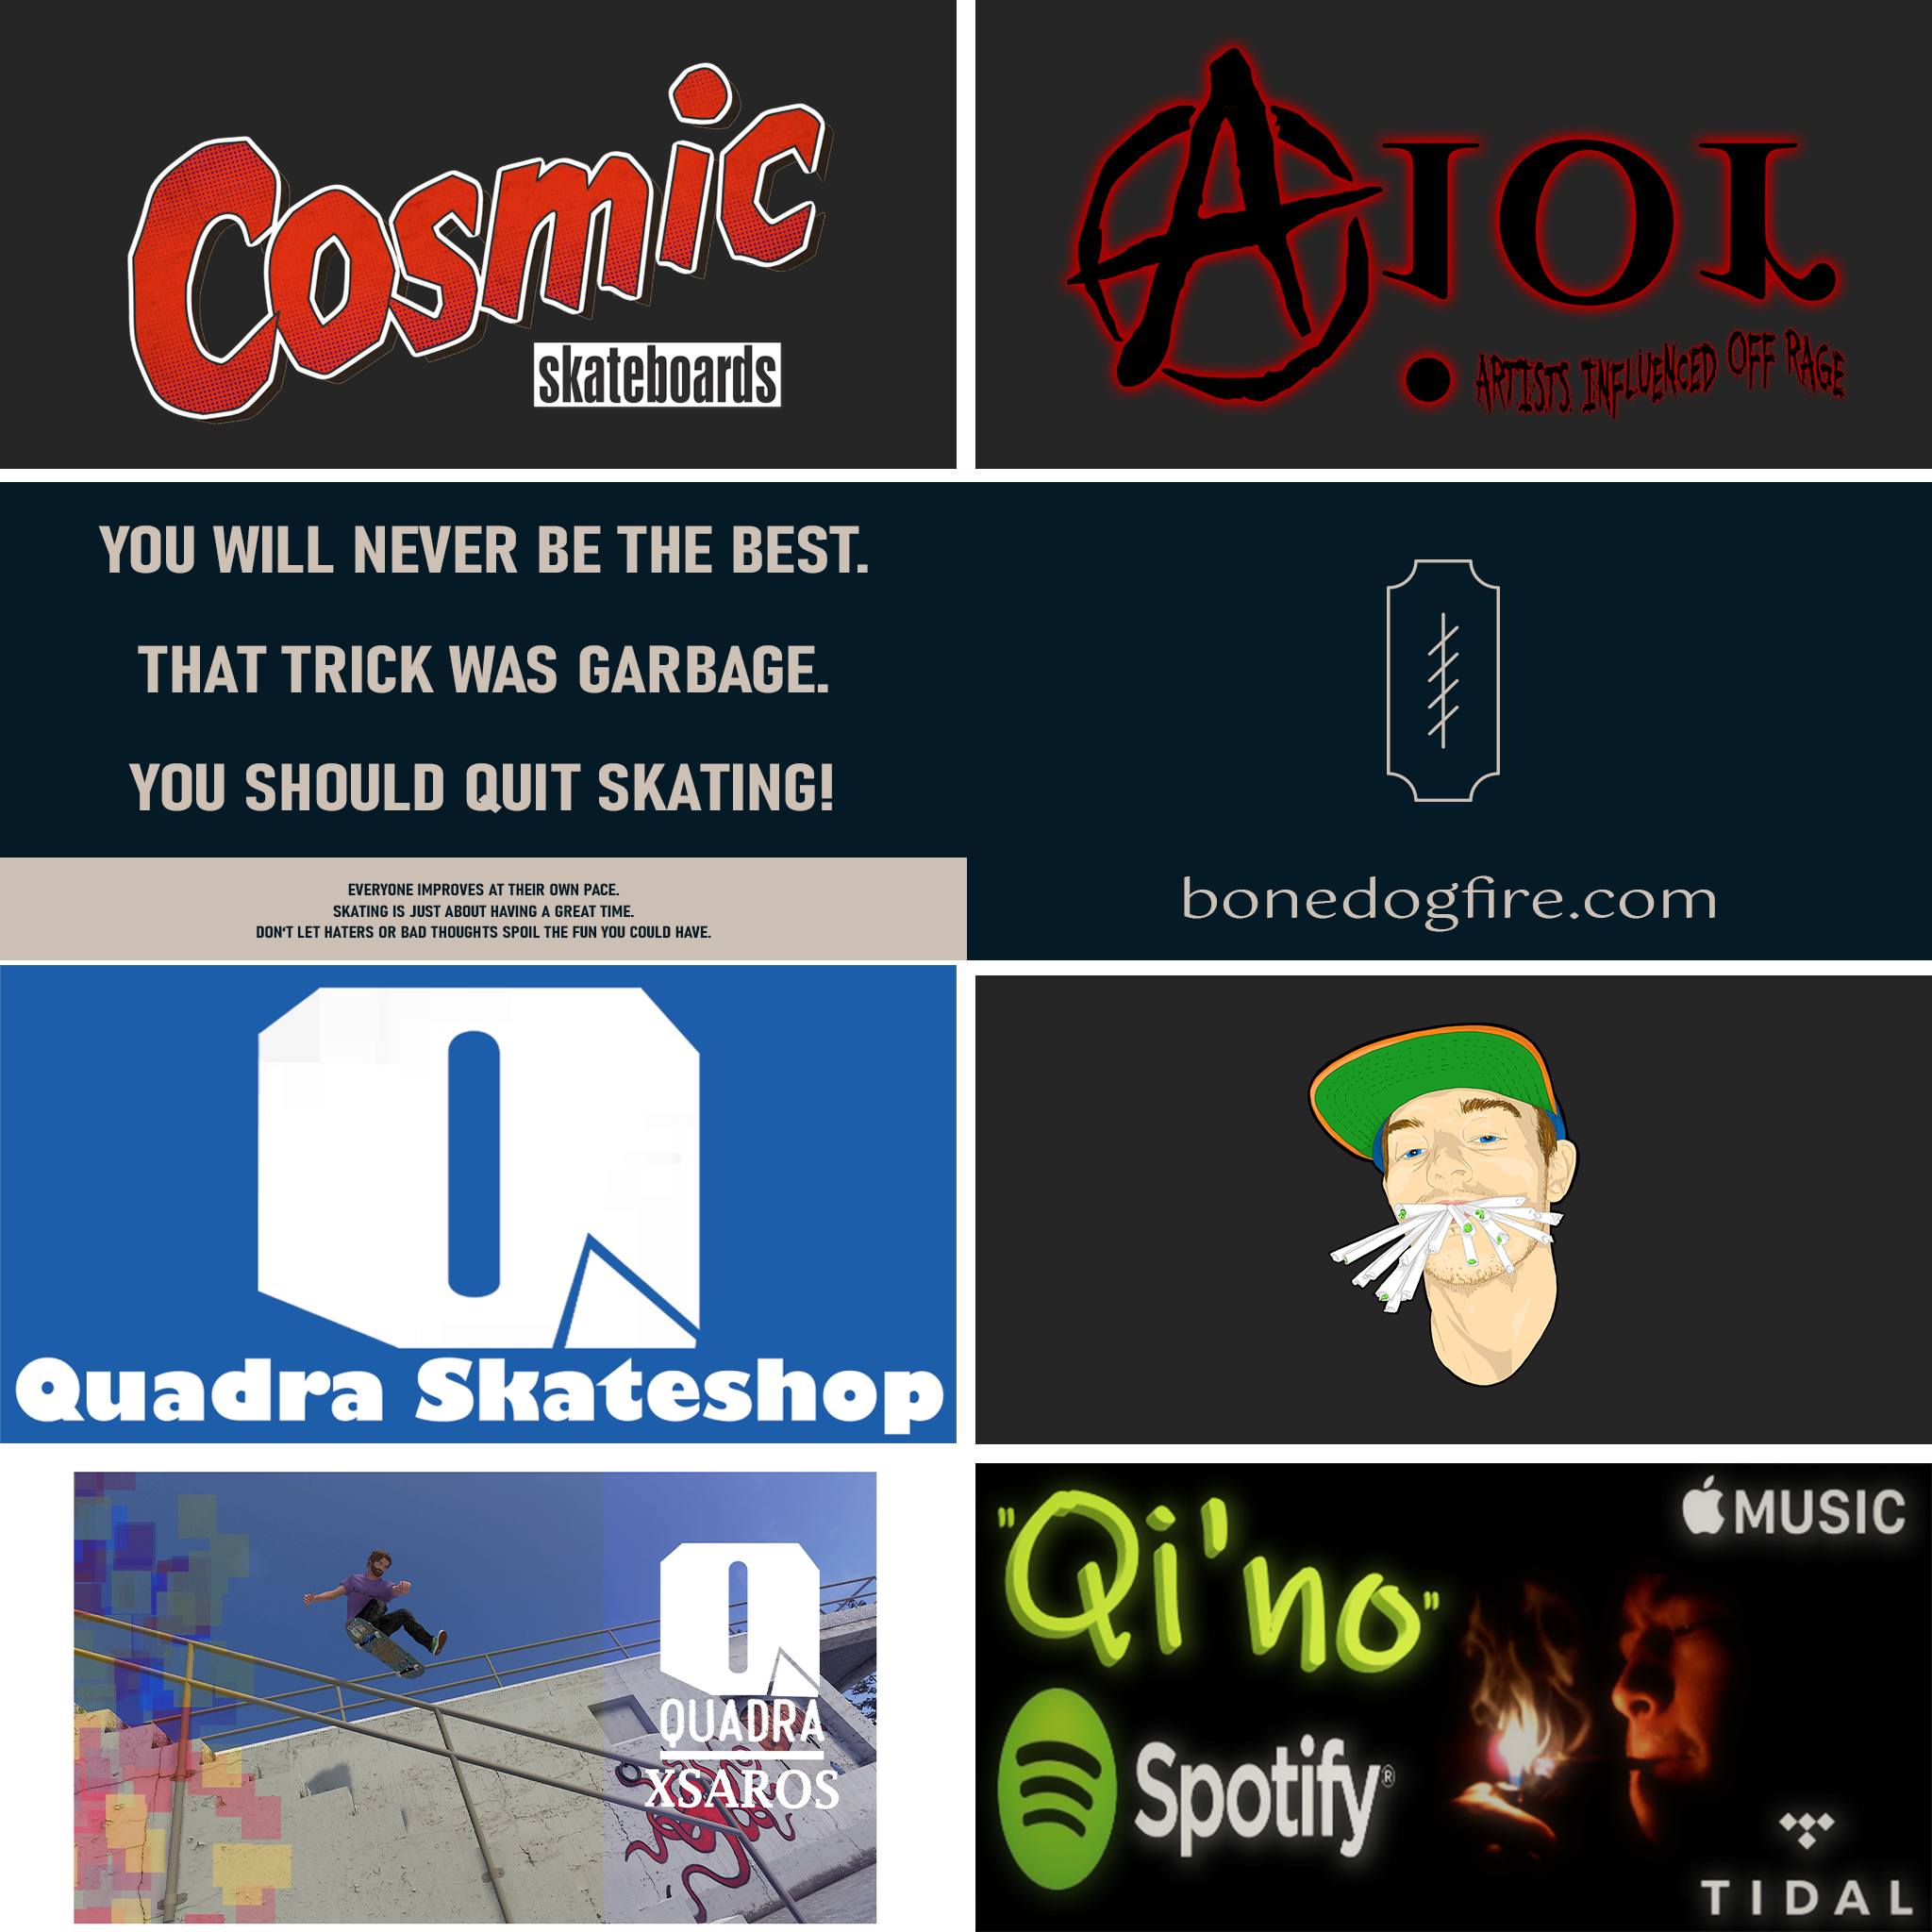 Cosmic
skateboards
A.I.O.J.
ARTISTS INFLUENCED OFF RAGE
YOU WILL NEVER BE THE BEST.
THAT TRICK WAS GARBAGE.
YOU SHOULD QUIT SKATING!
EVERYONE IMPROVES AT THEIR OWN PACE.
SKATING IS JUST ABOUT HAVING A GREAT TIME.
DON'T LET HATERS OR BAD THOUGHTS SPOIL THE FUN YOU COULD HAVE.
bonedogfire.com
Q
Quadra Skateshop
Q
QUADRA
XSAROS
"Qi'no"
MUSIC
Spotify®
TIDAL